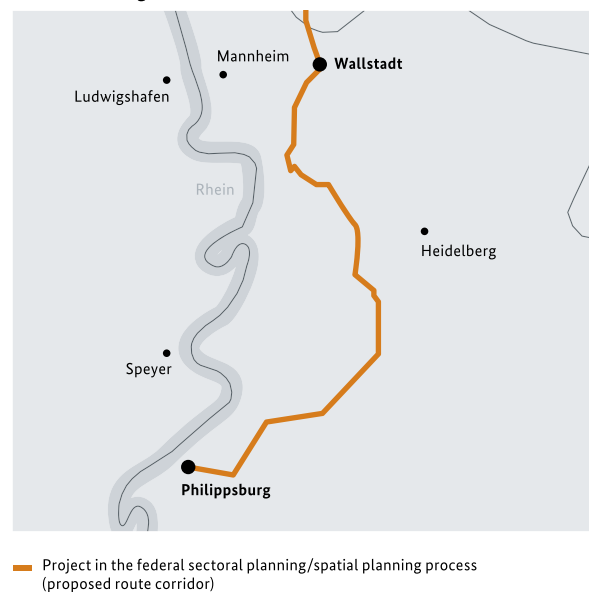 Mannheim
Wallstadt
Ludwigshafen
Rhein
Heidelberg
Speyer
Philippsburg
Project in the federal sectoral planning/spatial planning process
(proposed route corridor)